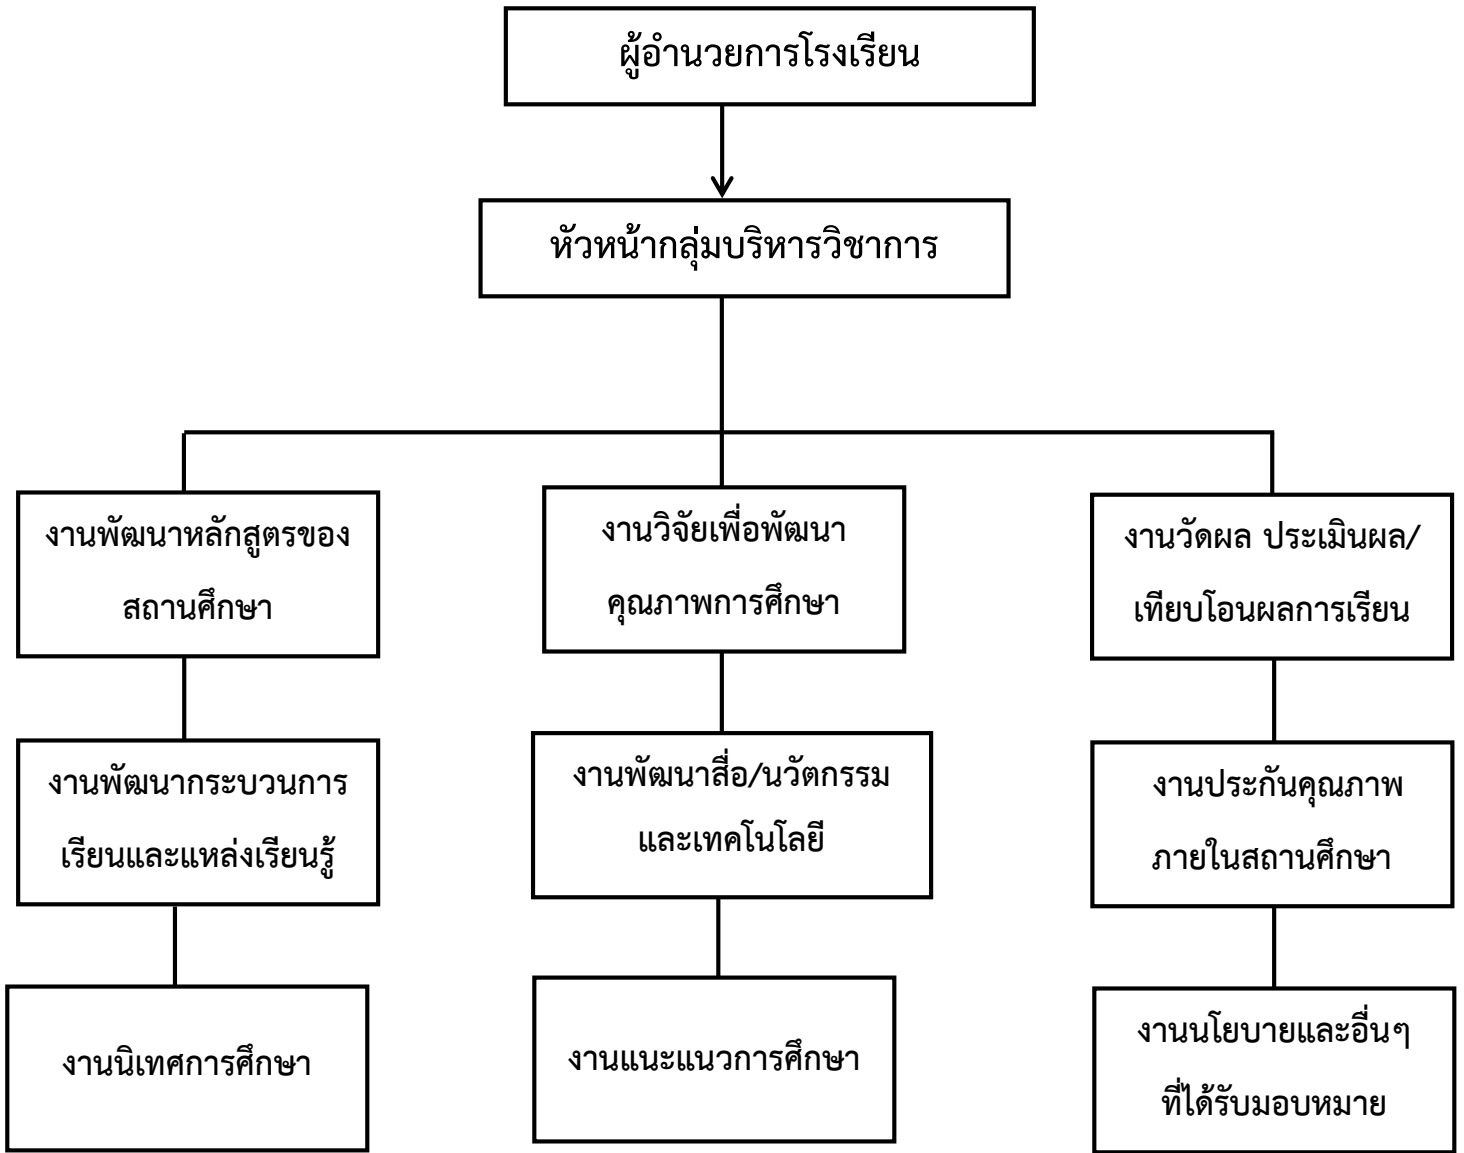 ผู้อำนวยการโรงเรียน
หัวหน้ากลุ่มบริหารวิชาการ
งานพัฒนาหลักสูตรของ
สถานศึกษา
งานวิจัยเพื่อพัฒนา
คุณภาพการศึกษา
งานวัดผล ประเมินผล/
เทียบโอนผลการเรียน
งานพัฒนากระบวนการ
เรียนและแหล่งเรียนรู้
งานพัฒนาสื่อ/นวัตกรรม
และเทคโนโลยี
งานประกันคุณภาพ
ภายในสถานศึกษา
งานนิเทศการศึกษา
งานแนะแนวการศึกษา
งานนโยบายและอื่นๆ
ที่ได้รับมอบหมาย